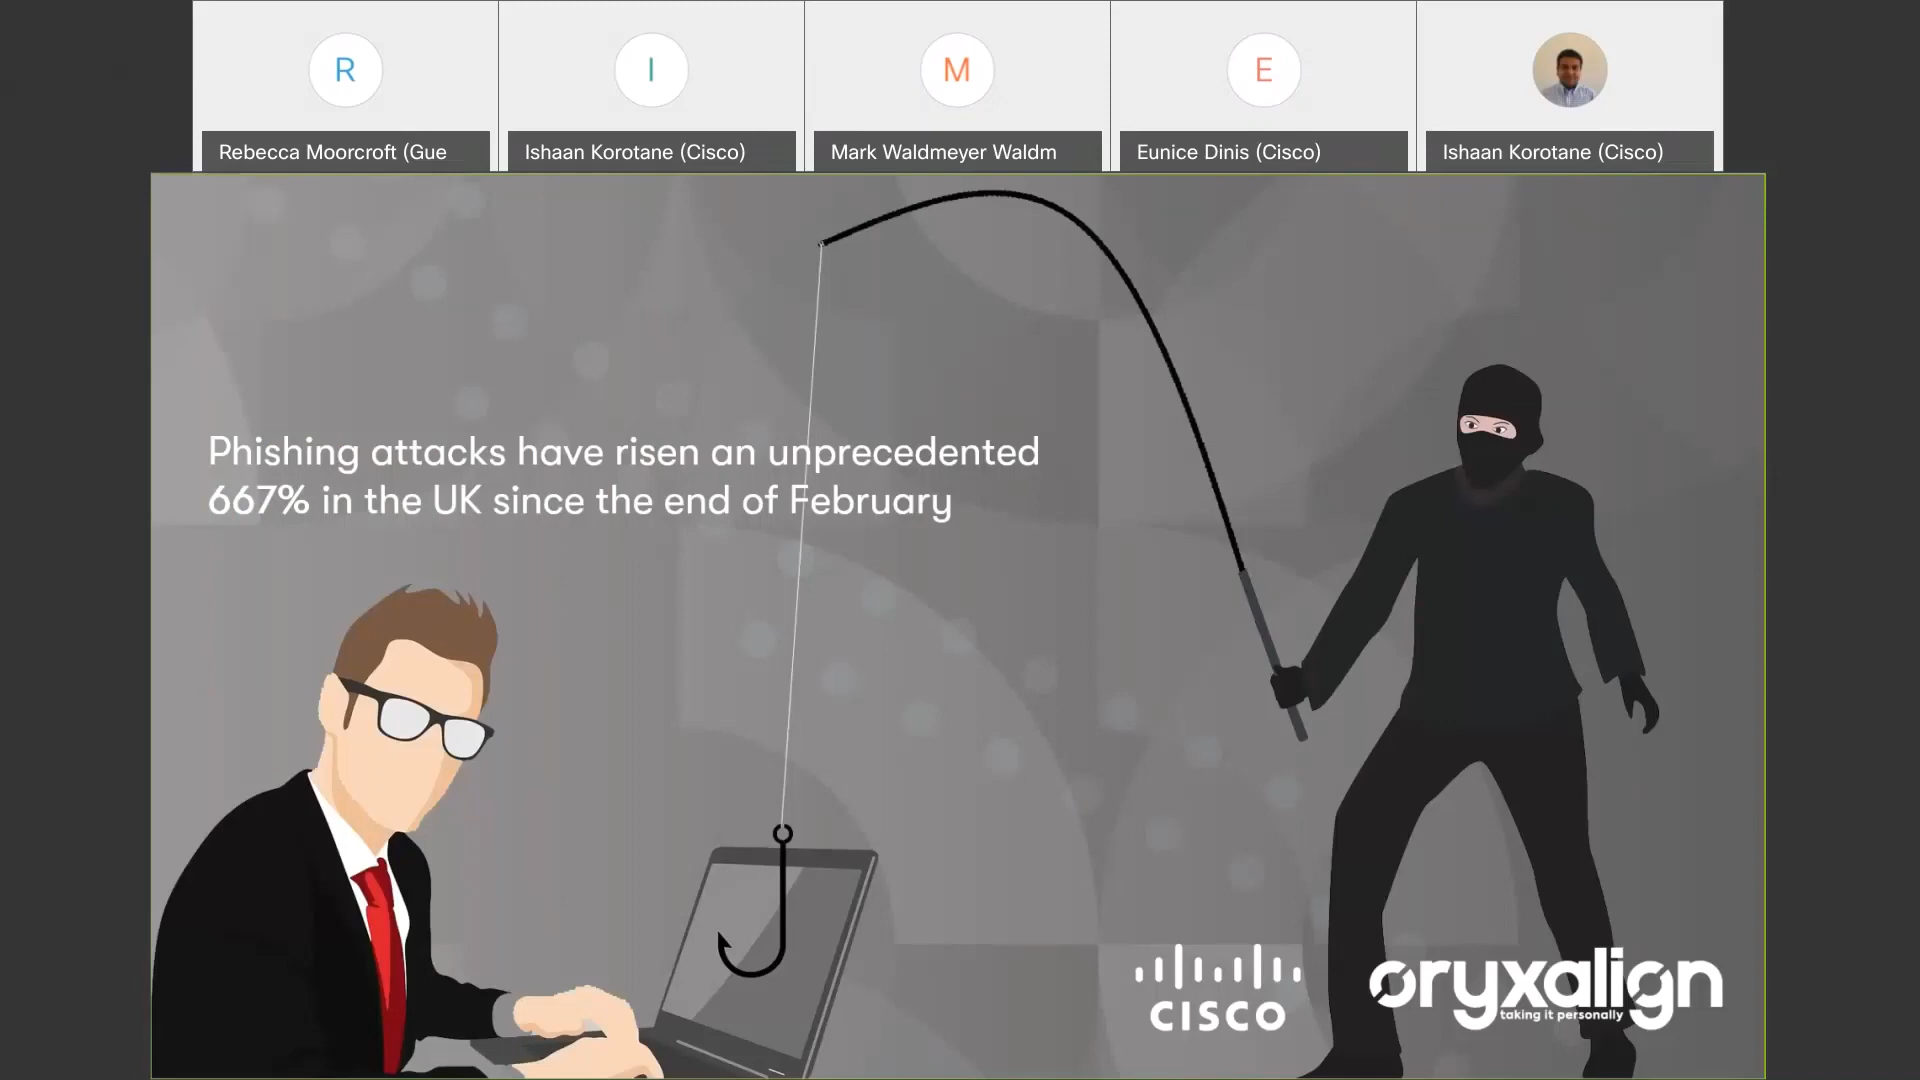 R
I
M
E
Rebecca Moorcroft (Gue
Ishaan Korotane (Cisco)
Mark Waldmeyer Waldm
Eunice Dinis (Cisco)
Ishaan Korotane (Cisco)
Phishing attacks have risen an unprecedented
667% in the UK since the end of February
CISCO
oryxalign
taking it personally